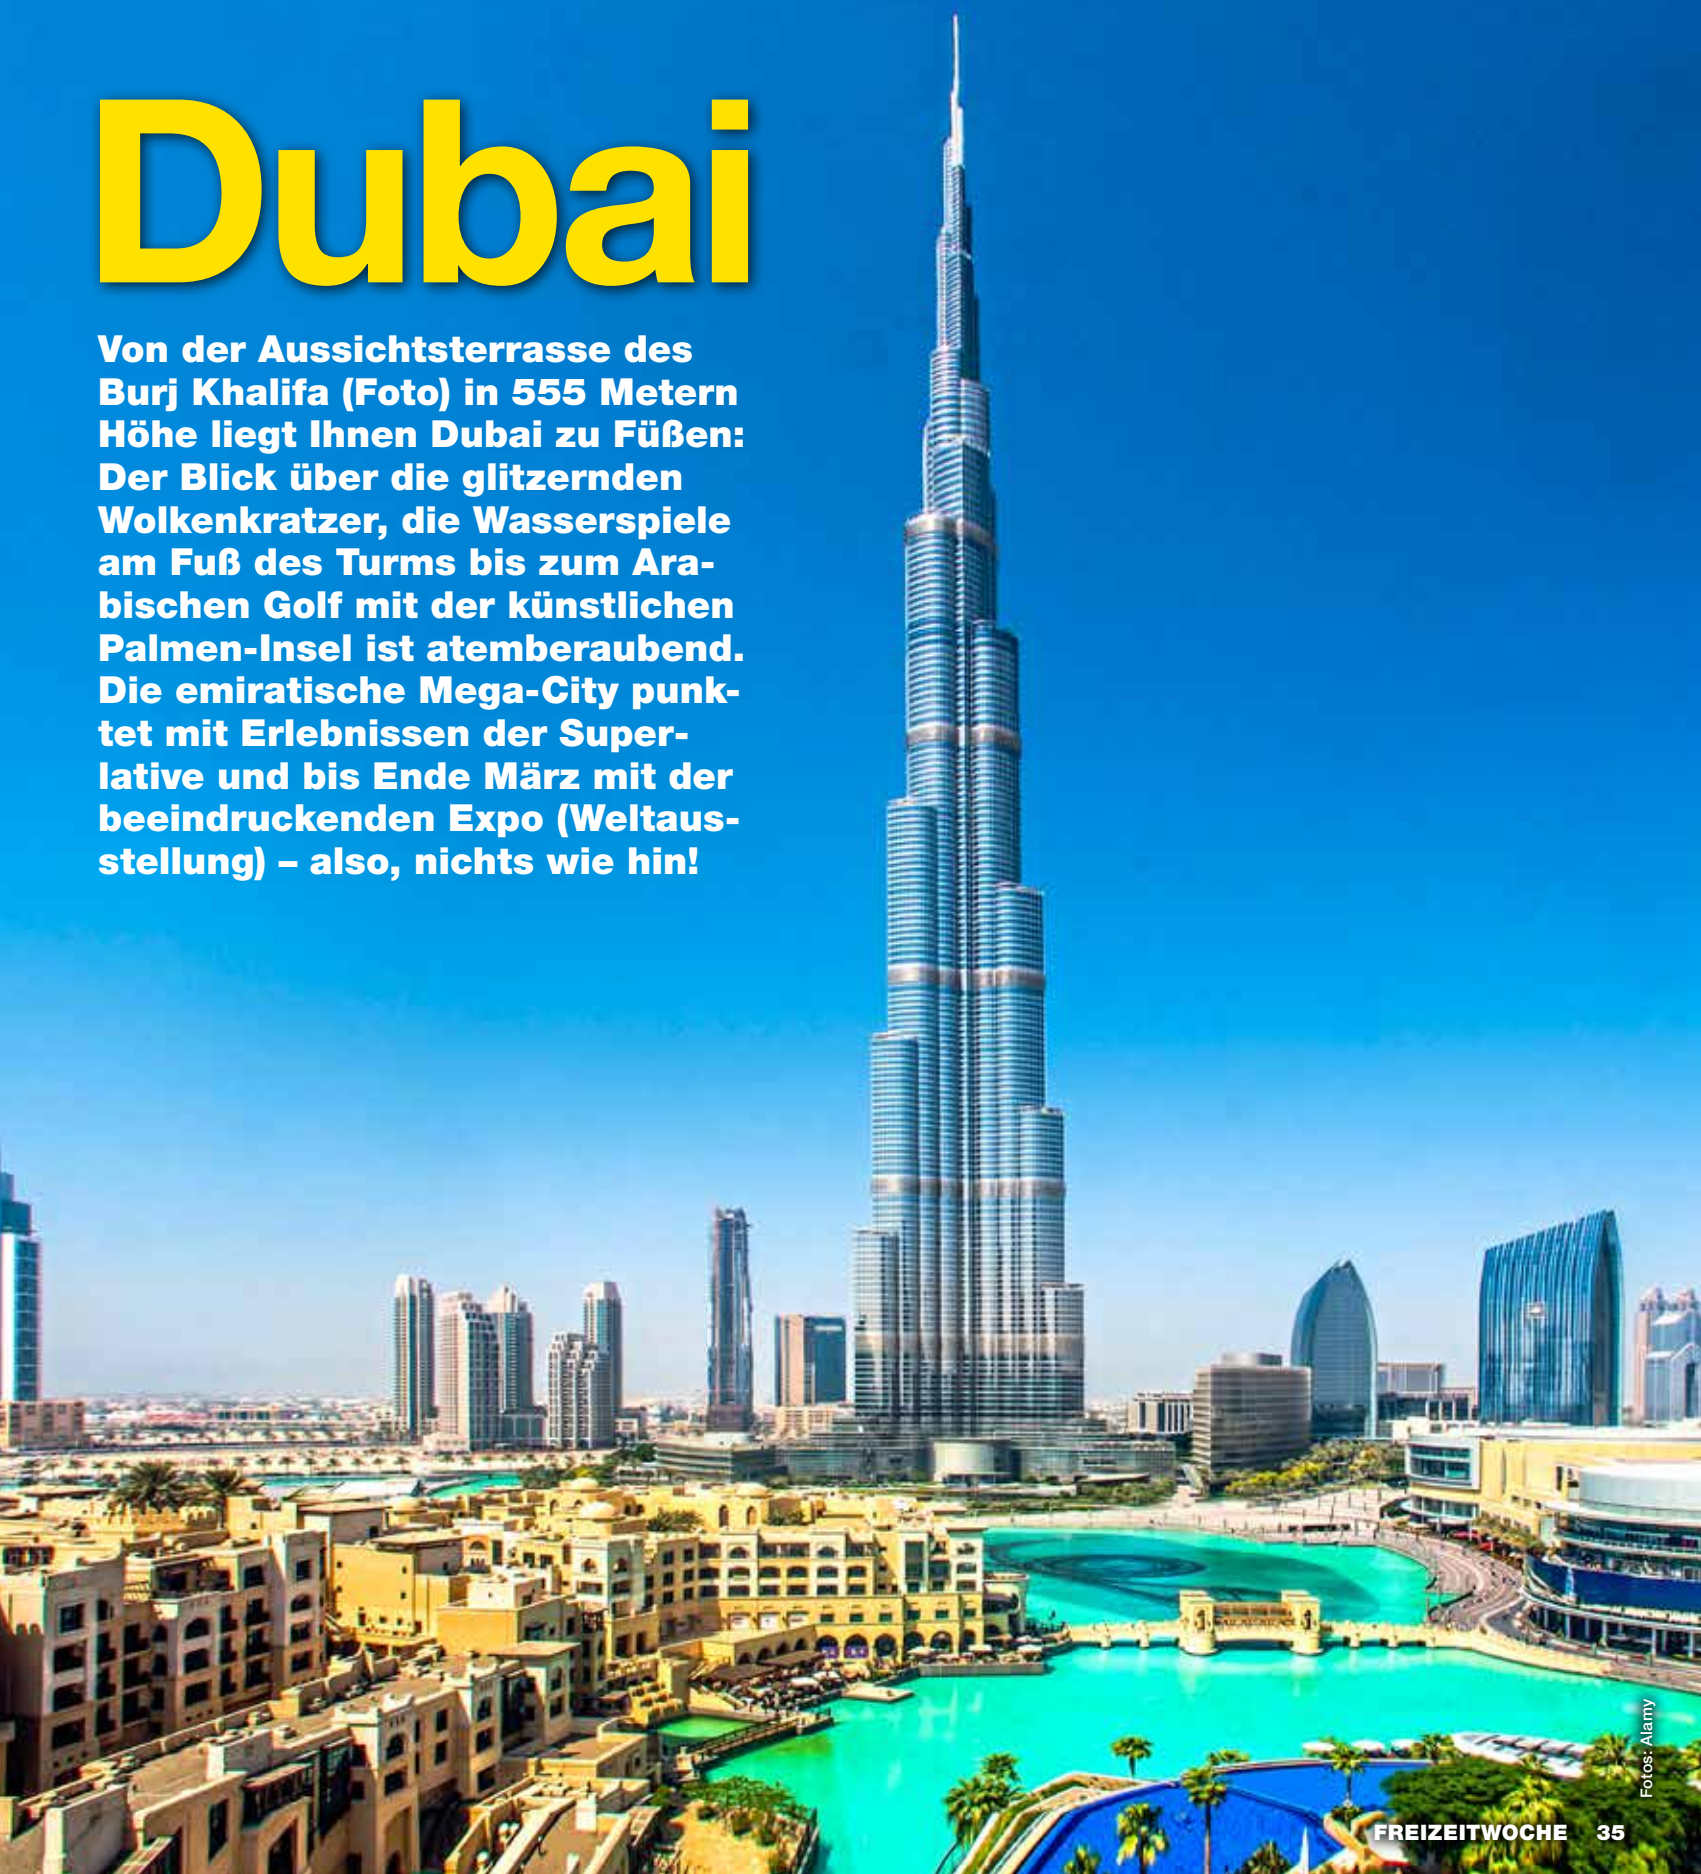 Dubai
Von der Aussichtsterrasse des
Burj Khalifa (Foto) in 555 Metern
Höhe liegt Ihnen Dubai zu Füßen:
Der Blick über die glitzernden
Wolkenkratzer, die Wasserspiele
am Fuß des Turms bis zum Ara-
bischen Golf mit der künstlichen
Palmen-Insel ist atemberaubend.
Die emiratische Mega-City punk-
tet mit Erlebnissen der Super-
lative und bis Ende März mit der
beeindruckenden Expo (Weltaus-
stellung) – also, nichts wie hin!
Fotos: Alamy
FREIZEITWOCHE 35